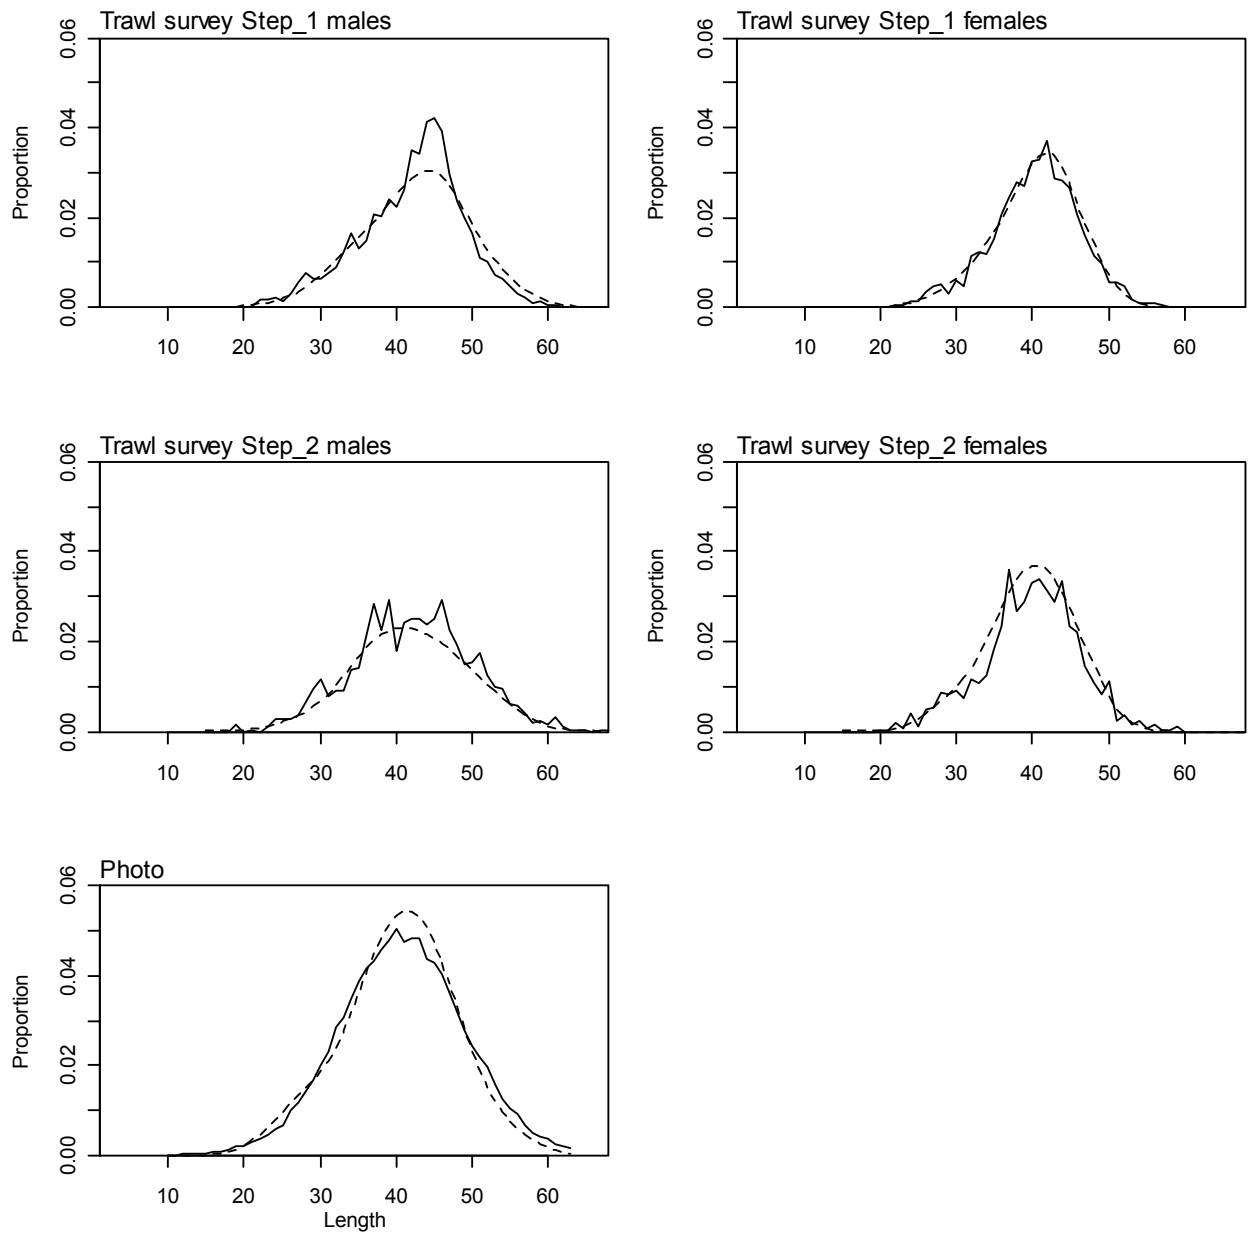 Trawl survey Step_1 males
Proportion
0.00 0.02 0.04 0.06
10 20 30 40 50 60
Trawl survey Step_1 females
Proportion
0.00 0.02 0.04 0.06
10 20 30 40 50 60
Trawl survey Step_2 males
Proportion
0.00 0.02 0.04 0.06
10 20 30 40 50 60
Trawl survey Step_2 females
Proportion
0.00 0.02 0.04 0.06
10 20 30 40 50 60
Photo
Proportion
0.00 0.02 0.04 0.06
10 20 30 40 50 60
Length